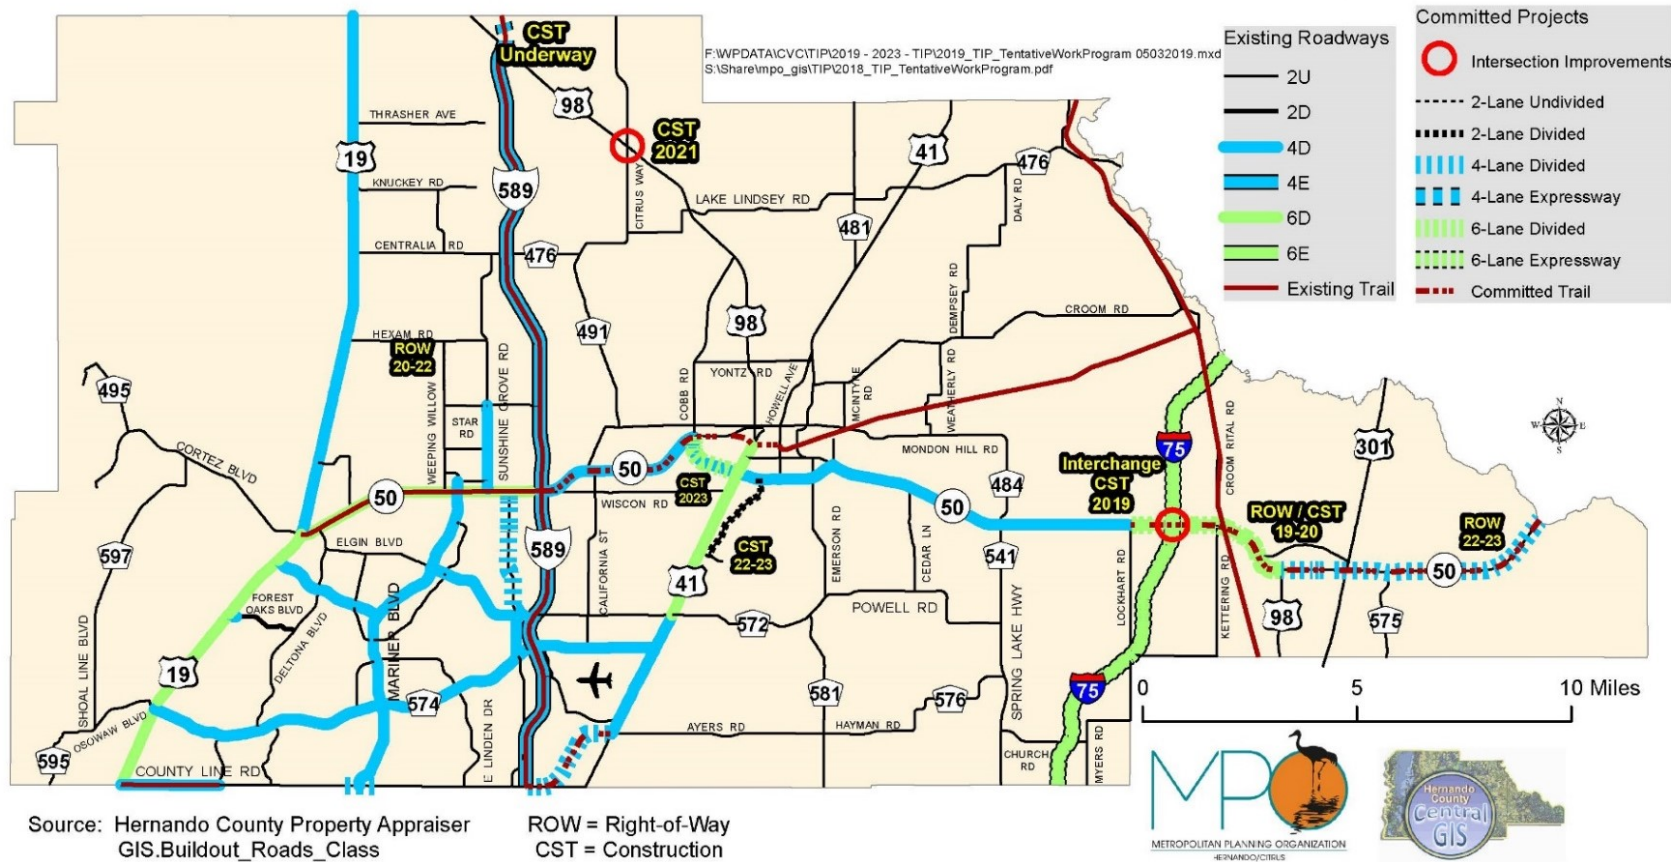 CST
Underway
F:\WPDATA\CVC\TIP\2019 - 2023 - TIP\2019_TIP_TentativeWorkProgram 05032019.mxd
S:\Share\mpo_gis\TIP\2018_TIP_TentativeWorkProgram.pdf
Existing Roadways
2U
2D
4D
4E
6D
6E
Existing Trail
Committed Projects
Intersection Improvements
2-Lane Undivided
2-Lane Divided
4-Lane Divided
4-Lane Expressway
6-Lane Divided
6-Lane Expressway
Committed Trail
98
THRASHER AVE
CST
2021
19
41
476
KNUCKEY RD
589
CITRUS WAY
LAKE LINDSEY RD
DALY RD
481
CENTRALIA RD
476
DEMPSEY RD
CROOM RD
98
491
HEXAM RD
ROW
20-22
SUNSHINE GROVE RD
WEEPING WILLOW
STAR
RD
495
YONTZ RD
COBB RD
HOWELL AVE
MCINTYRE
RD
WEATHERLY RD
CROOM RITAL RD
N
W
E
S
301
75
CORTEZ BLVD
MONDON HILL RD
50
50
Interchange
CST
2019
484
CST
2023
WISCON RD
50
ROW / CST
19-20
ROW
22-23
597
ELGIN BLVD
589
CALIFORNIA ST
CST
22-23
EMERSON RD
CEDAR LN
541
LOCKHART RD
KETTERING RD
50
41
FOREST
OAKS BLVD
MARINER BLVD
DELTONA BLVD
POWELL RD
572
98
575
SHOAL LINE BLVD
19
SPRING LAKE HWY
574
581
576
75
0
5
10 Miles
OSOWAW BLVD
E LINDEN DR
AYERS RD
HAYMAN RD
595
COUNTY LINE RD
CHURCH
RD
MYERS RD
MPO
METROPOLITAN PLANNING ORGANIZATION
HERNANDO/CITRUS
Hernando
County
Central
GIS
Source: Hernando County Property Appraiser
GIS.Buildout_Roads_Class
ROW = Right-of-Way
CST = Construction